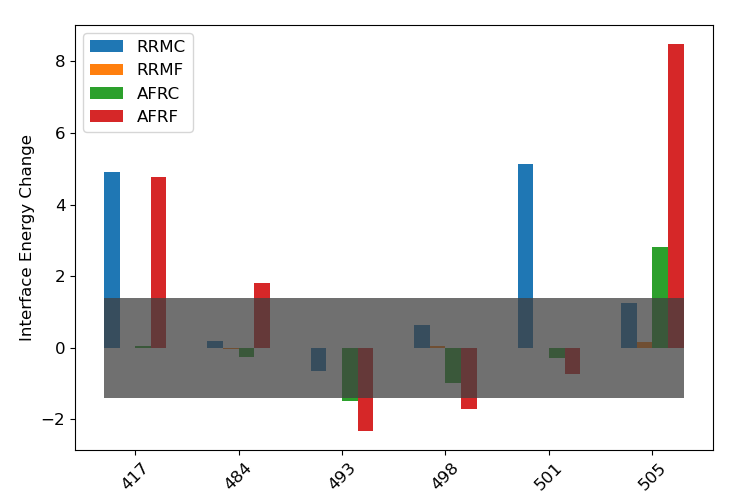 RRMC
RRMF
AFRC
AFRF
Interface Energy Change
8
6
4
2
0
−2
417
484
493
498
501
505